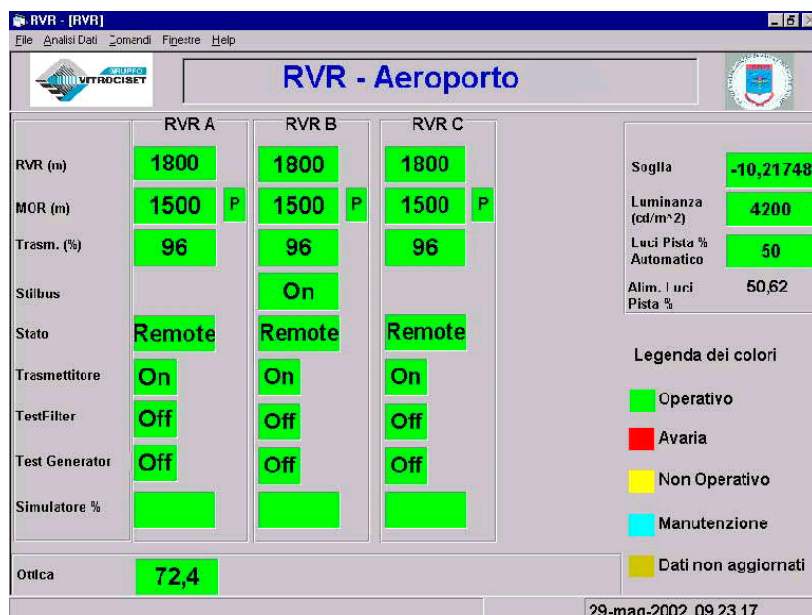 RVR - [RVR]
File Analisi Dati Comandi Finestre Help
GRUPPO
VITROCISET
RVR - Aeroporto
RVR A RVR B RVR C
RVR (m) 1800 1800 1800
MOR (m) 1500 P 1500 P 1500 P
Trasm. (%) 96 96 96
Stilbus On
Stato Remote Remote Remote
Trasmettitore On On On
TestFilter Off Off Off
Test Generator Off Off Off
Simulatore %
Ottica 72,4
Soglia -10,21748
Luminanza
(cd/m^2) 4200
Luci Pista %
Automatico 50
Alim. Luci
Pista % 50,62
Legenda dei colori
Operativo
Avaria
Non Operativo
Manutenzione
Dati non aggiornati
29-mag-2002 09.23.17